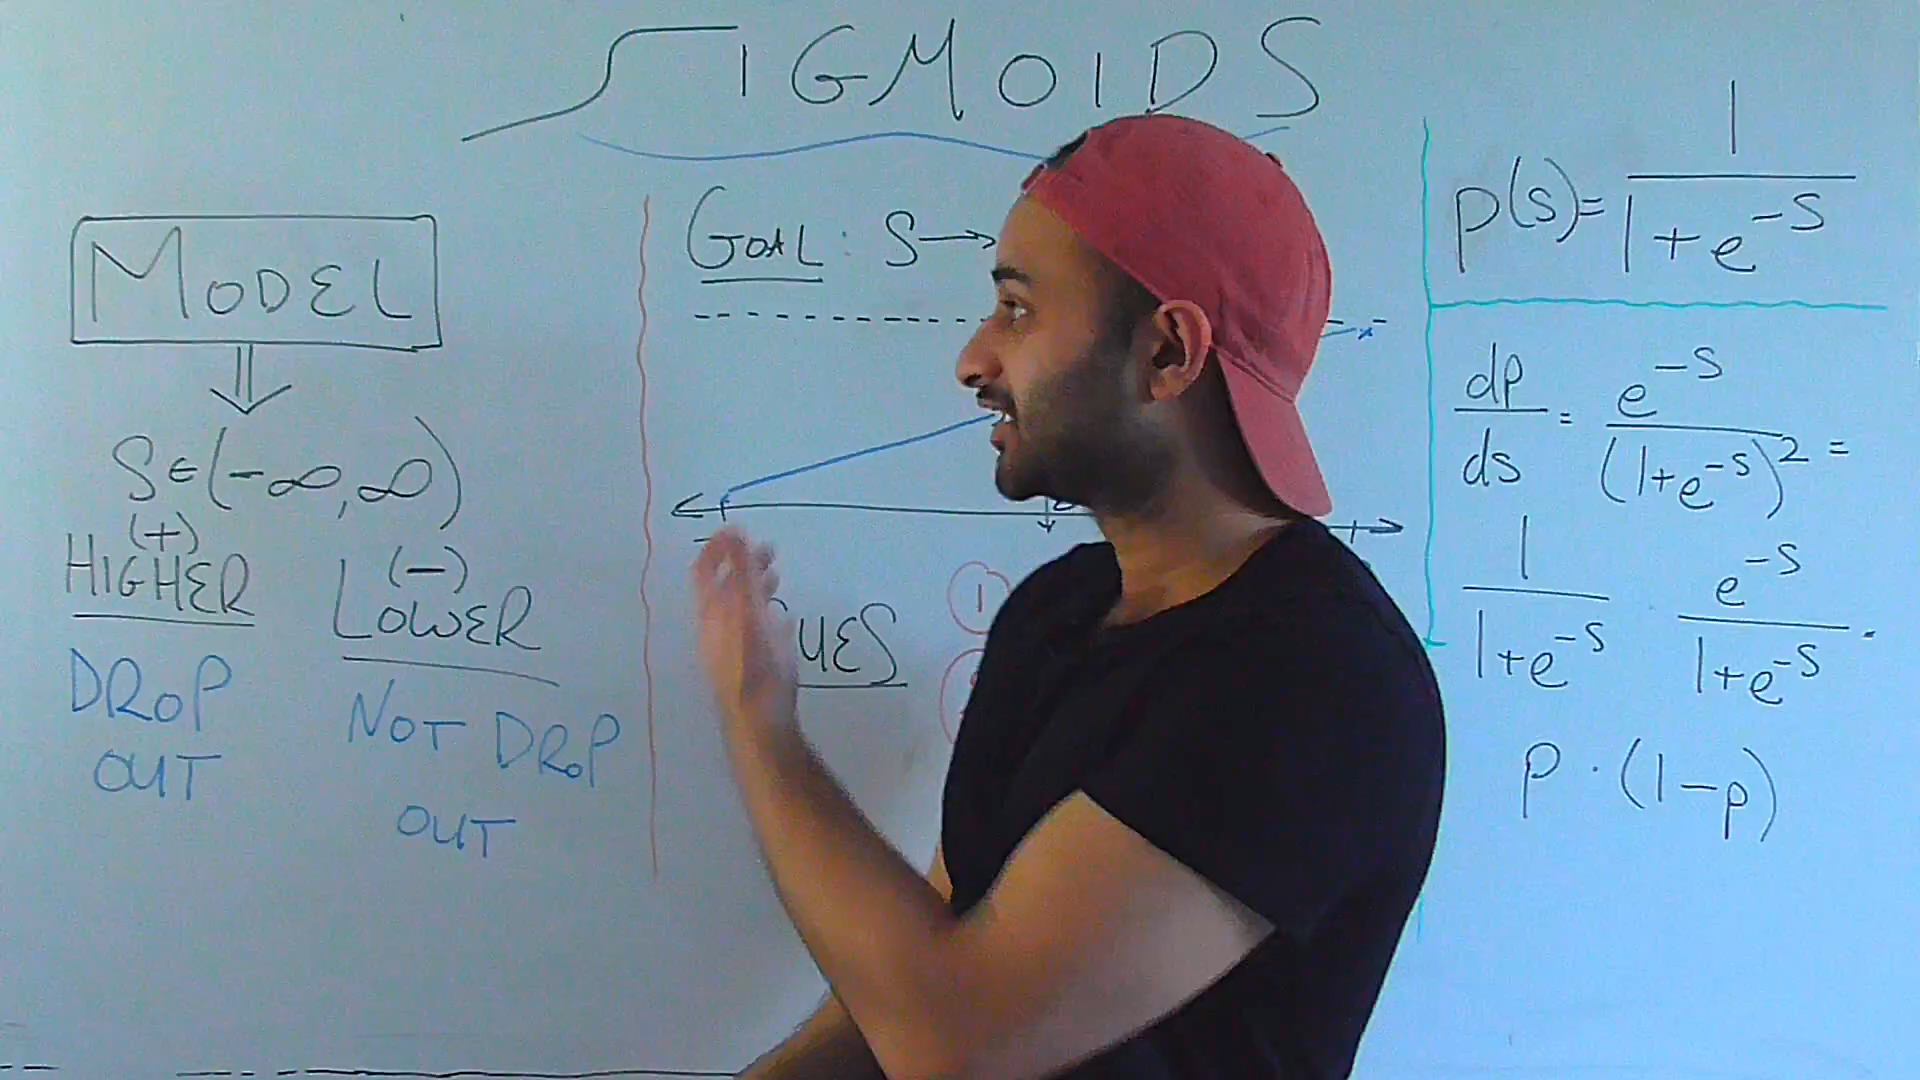 SIGMOIDS
MODEL
S ∈ (-∞, ∞)
(+)
HIGHER
DROP
OUT
(-)
LOWER
NOT DROP
OUT
GOAL: S →
1
p(s) = 1 / (1 + e^-s)
dp/ds = e^-s / (1+e^-s)^2 =
1 / (1+e^-s) e^-s / (1+e^-s) .
p · (1-p)